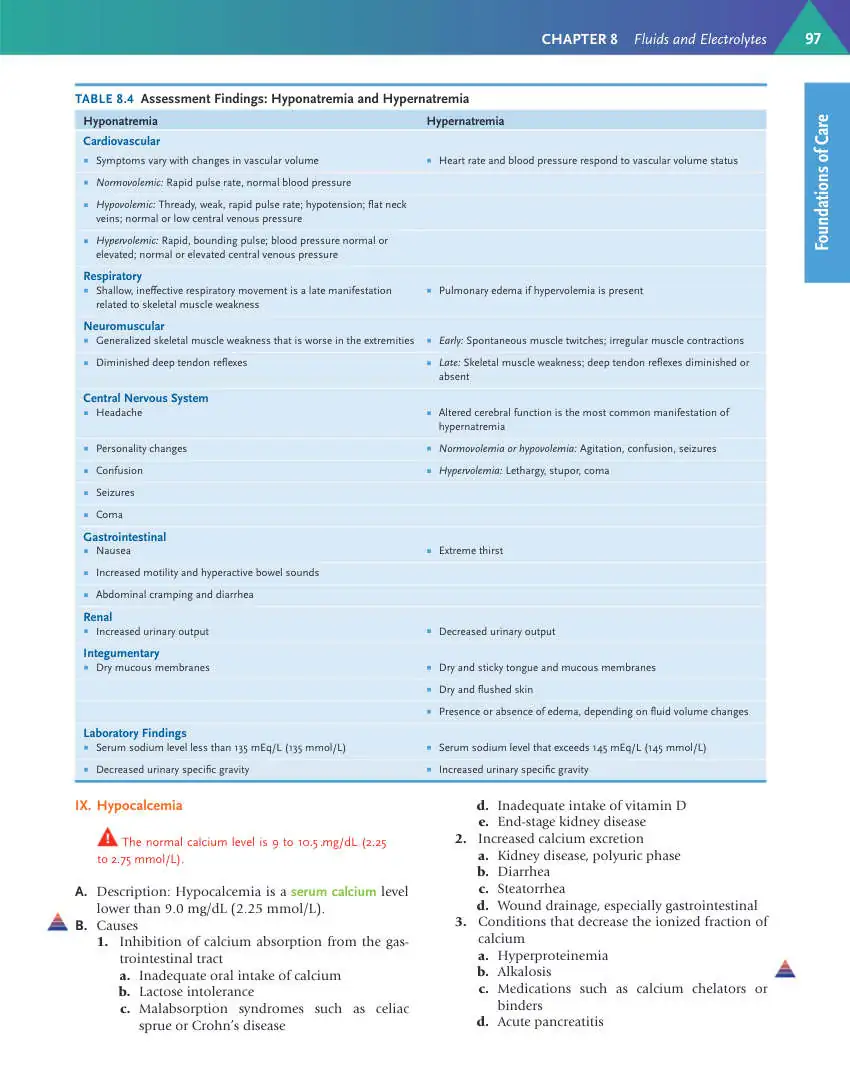 CHAPTER 8 Fluids and Electrolytes 97
Foundations of Care
TABLE 8.4 Assessment Findings: Hyponatremia and Hypernatremia
Hyponatremia Hypernatremia
Cardiovascular
▪ Symptoms vary with changes in vascular volume ▪ Heart rate and blood pressure respond to vascular volume status
▪ Normovolemic: Rapid pulse rate, normal blood pressure
▪ Hypovolemic: Thready, weak, rapid pulse rate; hypotension; flat neck
veins; normal or low central venous pressure
▪ Hypervolemic: Rapid, bounding pulse; blood pressure normal or
elevated; normal or elevated central venous pressure
Respiratory
▪ Shallow, ineffective respiratory movement is a late manifestation ▪ Pulmonary edema if hypervolemia is present
related to skeletal muscle weakness
Neuromuscular
▪ Generalized skeletal muscle weakness that is worse in the extremities ▪ Early: Spontaneous muscle twitches; irregular muscle contractions
▪ Diminished deep tendon reflexes ▪ Late: Skeletal muscle weakness; deep tendon reflexes diminished or
absent
Central Nervous System
▪ Headache ▪ Altered cerebral function is the most common manifestation of
hypernatremia
▪ Personality changes ▪ Normovolemia or hypovolemia: Agitation, confusion, seizures
▪ Confusion ▪ Hypervolemia: Lethargy, stupor, coma
▪ Seizures
▪ Coma
Gastrointestinal
▪ Nausea ▪ Extreme thirst
▪ Increased motility and hyperactive bowel sounds
▪ Abdominal cramping and diarrhea
Renal
▪ Increased urinary output ▪ Decreased urinary output
Integumentary
▪ Dry mucous membranes ▪ Dry and sticky tongue and mucous membranes
▪ Dry and flushed skin
▪ Presence or absence of edema, depending on fluid volume changes
Laboratory Findings
▪ Serum sodium level less than 135 mEq/L (135 mmol/L) ▪ Serum sodium level that exceeds 145 mEq/L (145 mmol/L)
▪ Decreased urinary specific gravity ▪ Increased urinary specific gravity
IX. Hypocalcemia
The normal calcium level is 9 to 10.5 .mg/dL (2.25
to 2.75 mmol/L).
A. Description: Hypocalcemia is a serum calcium level
lower than 9.0 mg/dL (2.25 mmol/L).
B. Causes
1. Inhibition of calcium absorption from the gas-
trointestinal tract
a. Inadequate oral intake of calcium
b. Lactose intolerance
c. Malabsorption syndromes such as celiac
sprue or Crohn's disease
d. Inadequate intake of vitamin D
e. End-stage kidney disease
2. Increased calcium excretion
a. Kidney disease, polyuric phase
b. Diarrhea
c. Steatorrhea
d. Wound drainage, especially gastrointestinal
3. Conditions that decrease the ionized fraction of
calcium
a. Hyperproteinemia
b. Alkalosis
c. Medications such as calcium chelators or
binders
d. Acute pancreatitis